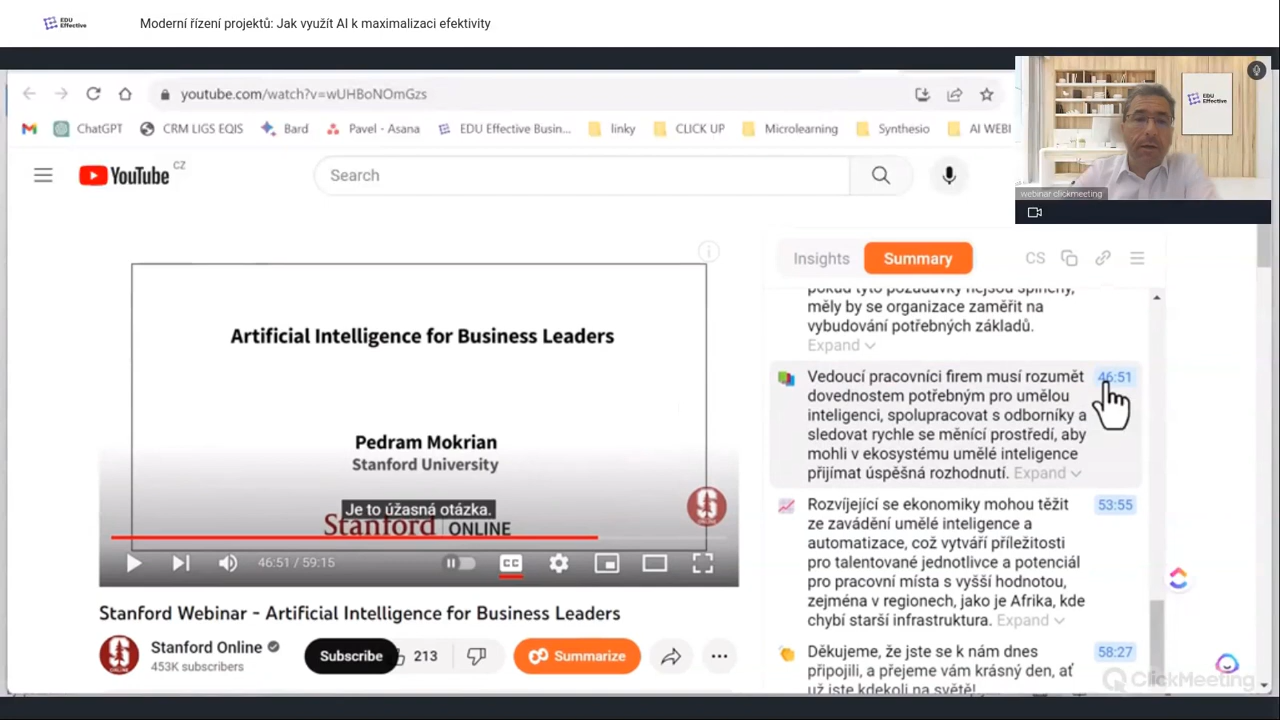 EDU
Effective
Moderní řízení projektů: Jak využít AI k maximalizaci efektivity
youtube.com/watch?v=wUHBoNOmGzs
ChatGPT
CRM LIGS EQIS
Bard
Pavel - Asana
EDU Effective Busin...
linky
CLICK UP
Microlearning
Synthesio
AI WEBI
EDU
Effective
webinar clickmeeting
YouTube
CZ
Search
Artificial Intelligence for Business Leaders
Pedram Mokrian
Stanford University
Je to úžasná otázka.
Stanford ONLINE
46:51 / 59:15
CC
Stanford Webinar - Artificial Intelligence for Business Leaders
Stanford Online
453K subscribers
Subscribe
213
Summarize
Insights
Summary
CS
pokud tyto požadavky nejsou splněny,
měly by se organizace zaměřit na
vybudování potřebných základů.
Expand
Vedoucí pracovníci firem musí rozumět
46:51
dovednostem potřebným pro umělou
inteligenci, spolupracovat s odborníky a
sledovat rychle se měnící prostředí, aby
mohli v ekosystému umělé inteligence
přijímat úspěšná rozhodnutí. Expand
Rozvíjející se ekonomiky mohou těžit
53:55
ze zavádění umělé inteligence a
automatizace, což vytváří příležitosti
pro talentované jednotlivce a potenciál
pro pracovní místa s vyšší hodnotou,
zejména v regionech, jako je Afrika, kde
chybí starší infrastruktura. Expand
Děkujeme, že jste se k nám dnes
58:27
připojili, a přejeme vám krásný den, ať
už jste kdekoli na světě!
ClickMeeting